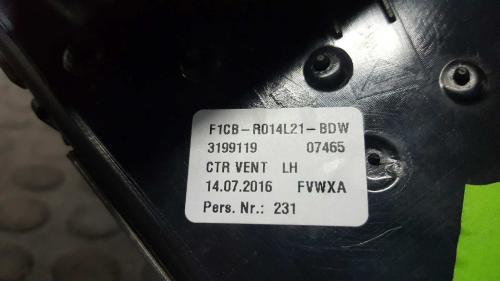 F1CB-R014L21-BDW
3199119 07465
CTR VENT LH
14.07.2016 FVWXA
Pers. Nr.: 231